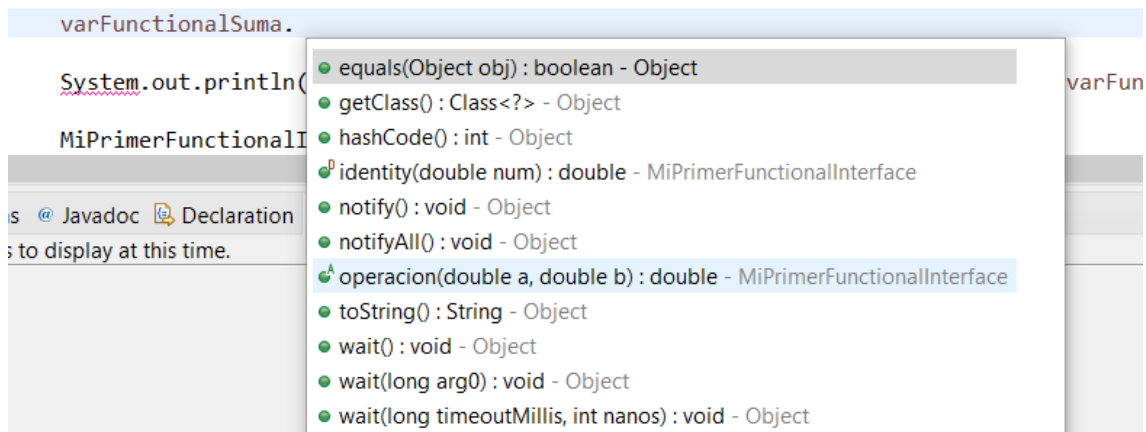 varFunctionalSuma.
equals(Object obj) : boolean - Object
System.out.println(
varFun
getClass() : Class<?> - Object
MiPrimerFunctionalI
hashCode() : int - Object
D identity(double num) : double - MiPrimerFunctionalInterface
notify() : void - Object
s @ Javadoc Declaration
notifyAll() : void - Object
s to display at this time.
A operacion(double a, double b) : double - MiPrimerFunctionalInterface
toString() : String - Object
wait() : void - Object
wait(long arg0) : void - Object
wait(long timeoutMillis, int nanos) : void - Object